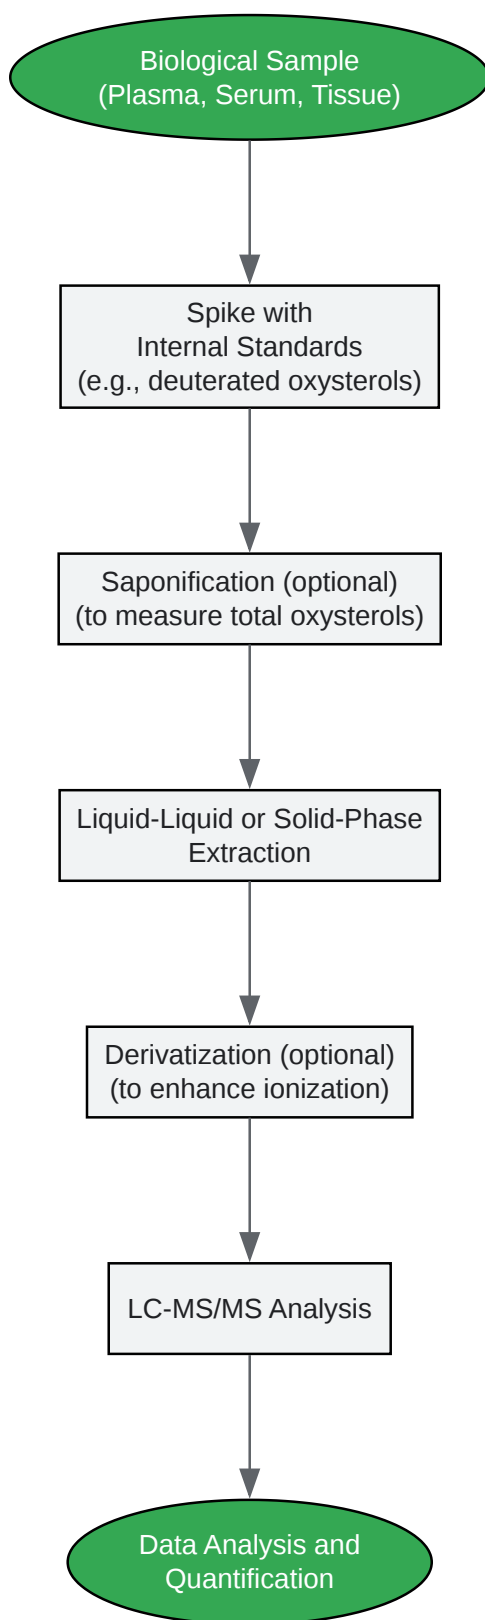 Biological Sample
(Plasma, Serum, Tissue)
Spike with
Internal Standards
(e.g., deuterated oxysterols)
Saponification (optional)
(to measure total oxysterols)
Liquid-Liquid or Solid-Phase
Extraction
Derivatization (optional)
(to enhance ionization)
LC-MS/MS Analysis
Data Analysis and
Quantification